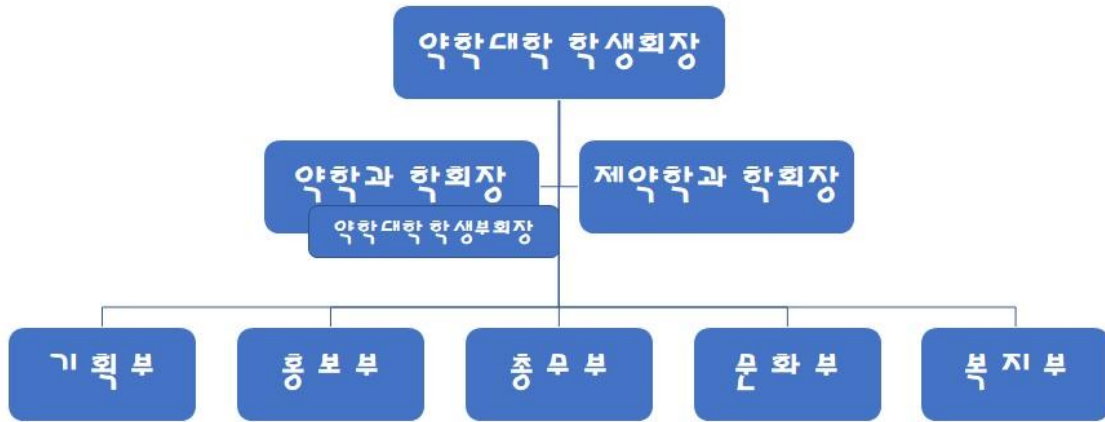 약학대학 학생회장
약학과 학회장
제약학과 학회장
약학대학 학생부회장
기획부
홍보부
총무부
문화부
복지부